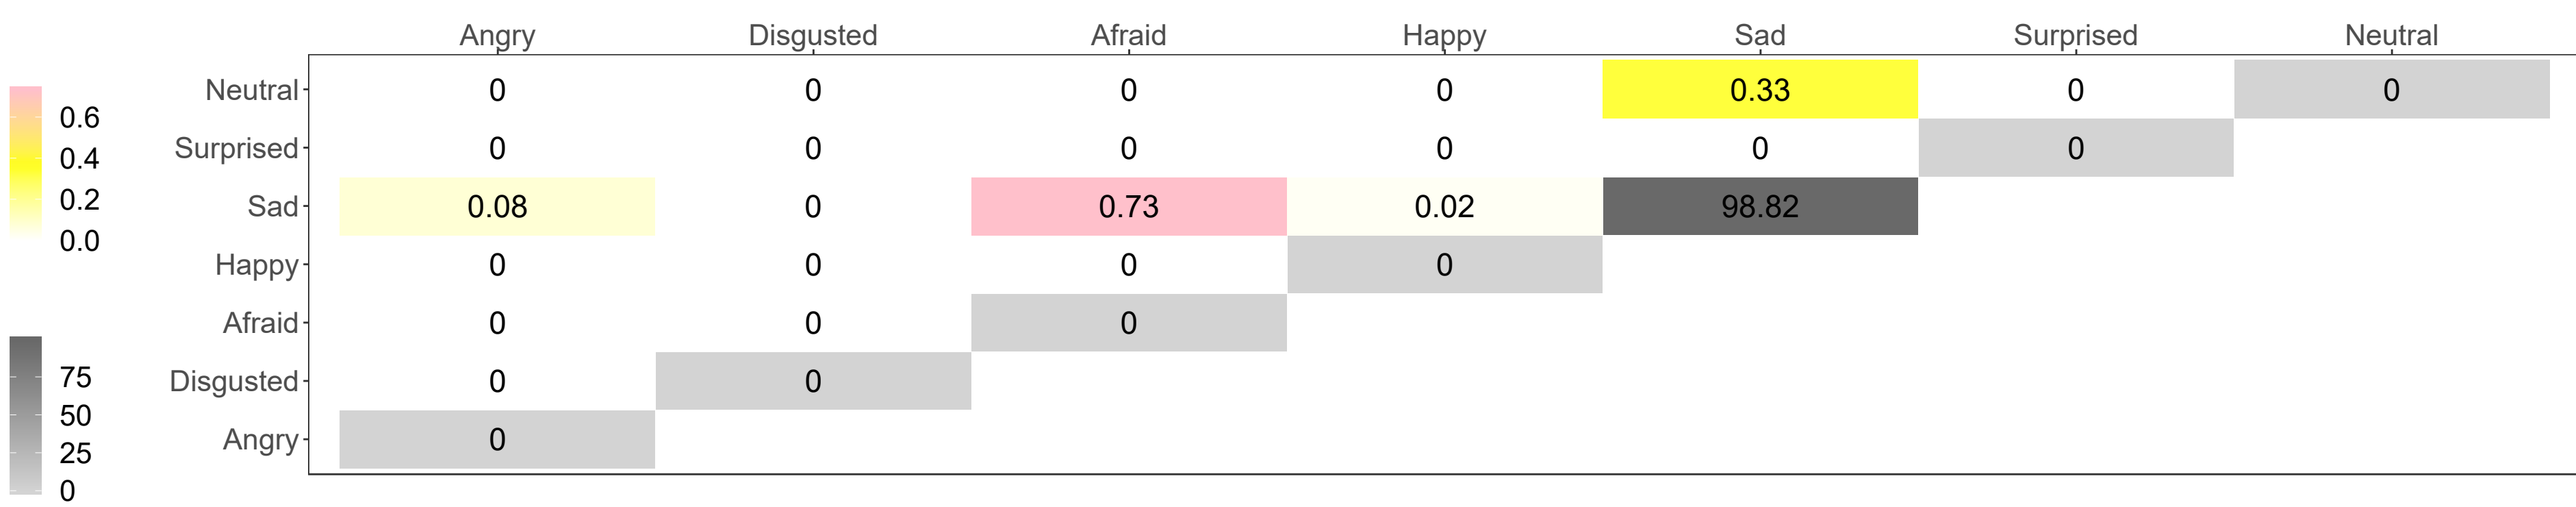 Angry Disgusted Afraid Happy Sad Surprised Neutral
Neutral 0 0 0 0 0.33 0 0
Surprised 0 0 0 0 0 0
Sad 0.08 0 0.73 0.02 98.82
Happy 0 0 0 0
Afraid 0 0 0
Disgusted 0 0
Angry 0
0.6
0.4
0.2
0.0
75
50
25
0